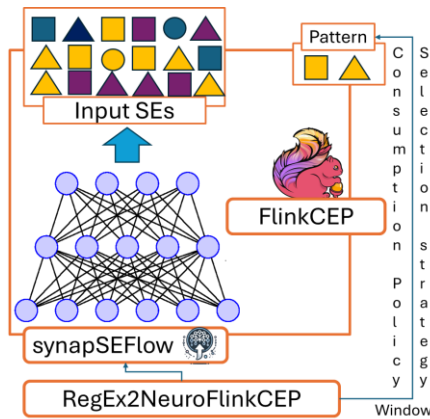 Pattern
Input SEs
Consumption Policy
Selection strategy
FlinkCEP
synapSEFlow
RegEx2NeuroFlinkCEP
Window